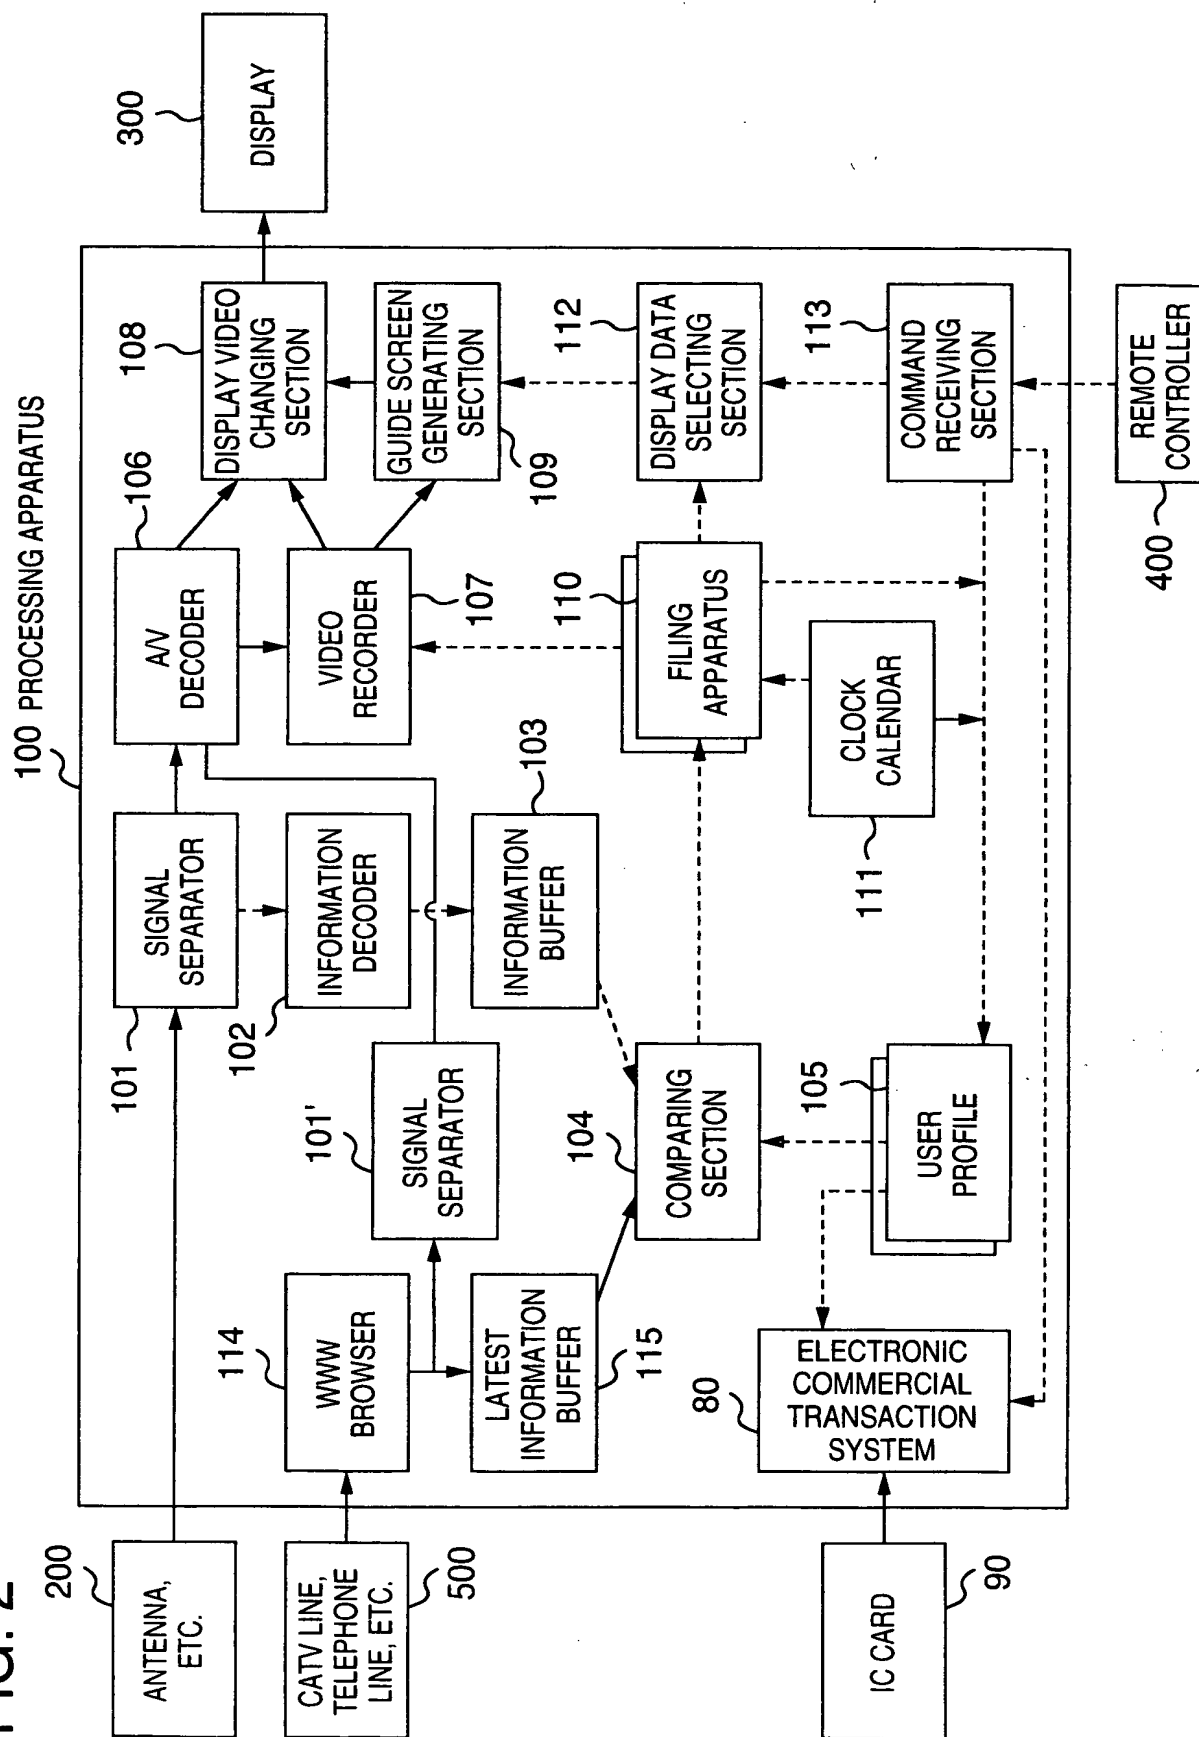 FIG. 2
100 PROCESSING APPARATUS
200
ANTENNA,
ETC.
101
SIGNAL
SEPARATOR
106
A/V
DECODER
108
DISPLAY VIDEO
CHANGING
SECTION
300
DISPLAY
500
CATV LINE,
TELEPHONE
LINE, ETC.
114
WWW
BROWSER
102
INFORMATION
DECODER
107
VIDEO
RECORDER
101'
SIGNAL
SEPARATOR
109
GUIDE SCREEN
GENERATING
SECTION
115
LATEST
INFORMATION
BUFFER
103
INFORMATION
BUFFER
104
COMPARING
SECTION
110
FILING
APPARATUS
112
DISPLAY DATA
SELECTING
SECTION
111
CLOCK
CALENDAR
90
IC CARD
80
ELECTRONIC
COMMERCIAL
TRANSACTION
SYSTEM
105
USER
PROFILE
113
COMMAND
RECEIVING
SECTION
400
REMOTE
CONTROLLER